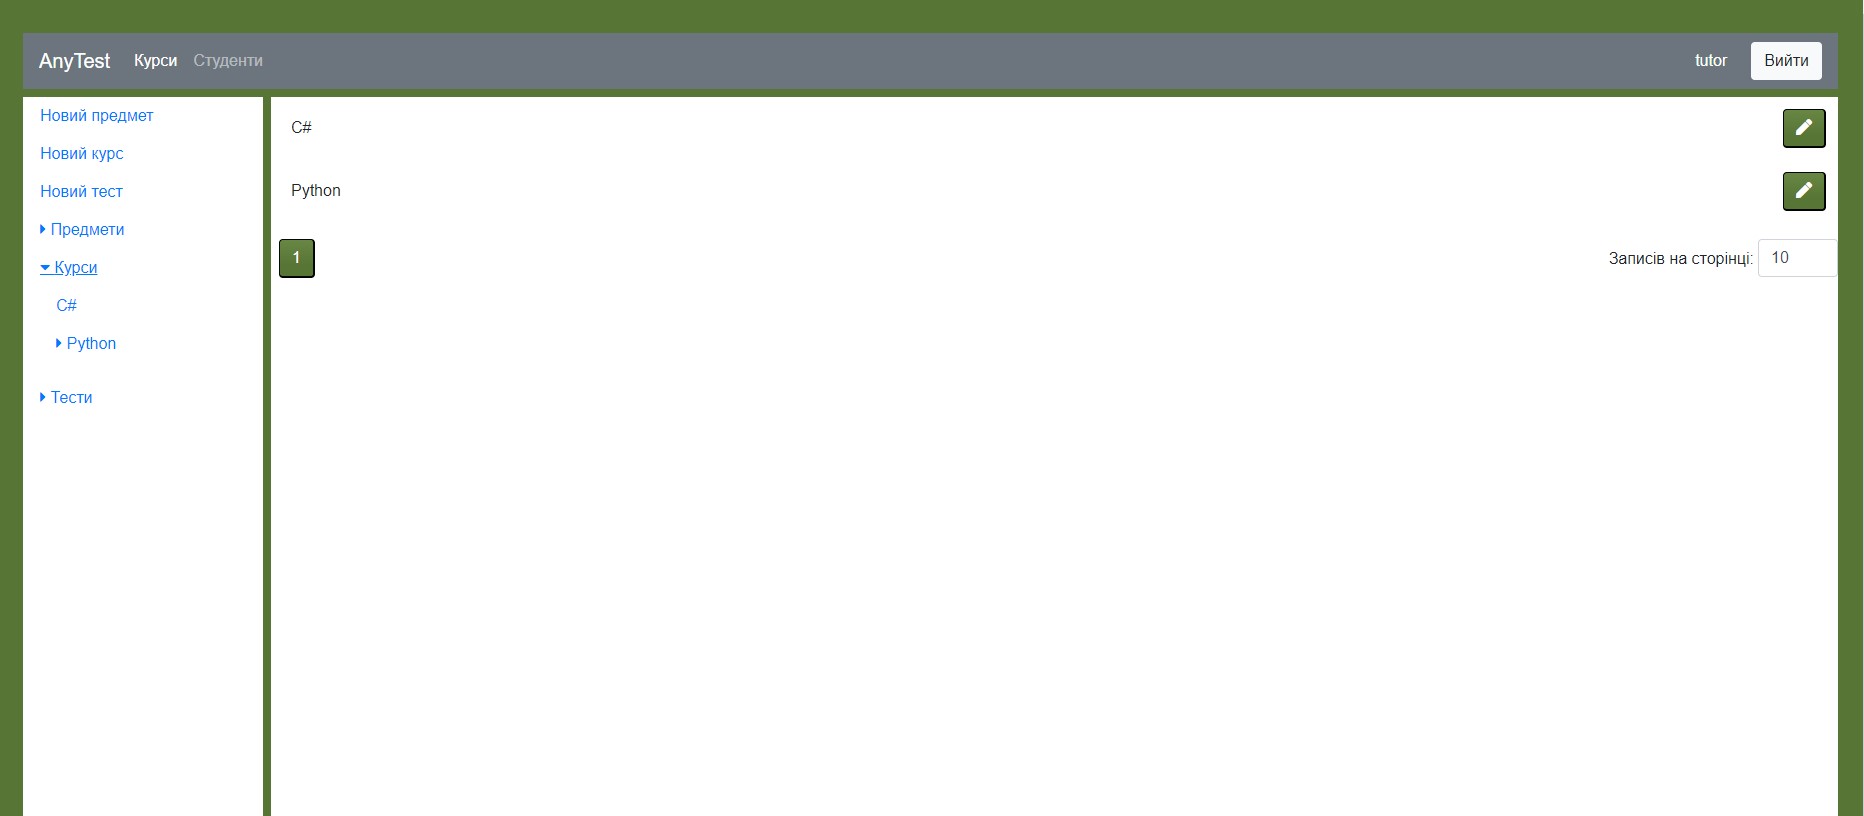 AnyTest Курси Студенти tutor Вийти
Новий предмет
Новий курс
Новий тест
Предмети
Курси
C#
Python
Тести
C#
Python
1 Записів на сторінці: 10